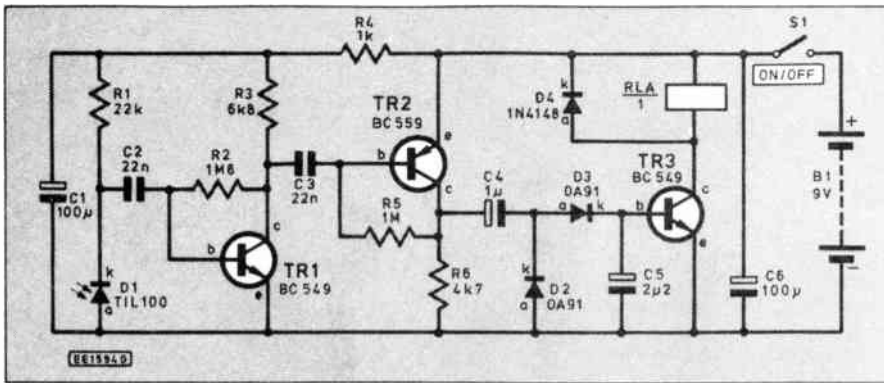 R4
1k
S1
ON/OFF
R1
22k
R3
6k8
TR2
BC559
D4
1N4148
k
a
RLA
1
C2
22n
R2
1M8
C3
22n
b
e
c
C4
1µ
D3
OA91
a
k
TR3
BC549
b
c
e
+
B1
9V
−
C1
100µ
b
c
e
TR1
BC549
R5
1M
D1
TIL100
k
a
R6
4k7
k
D2
OA91
a
C5
2µ2
C6
100µ
EE1594G